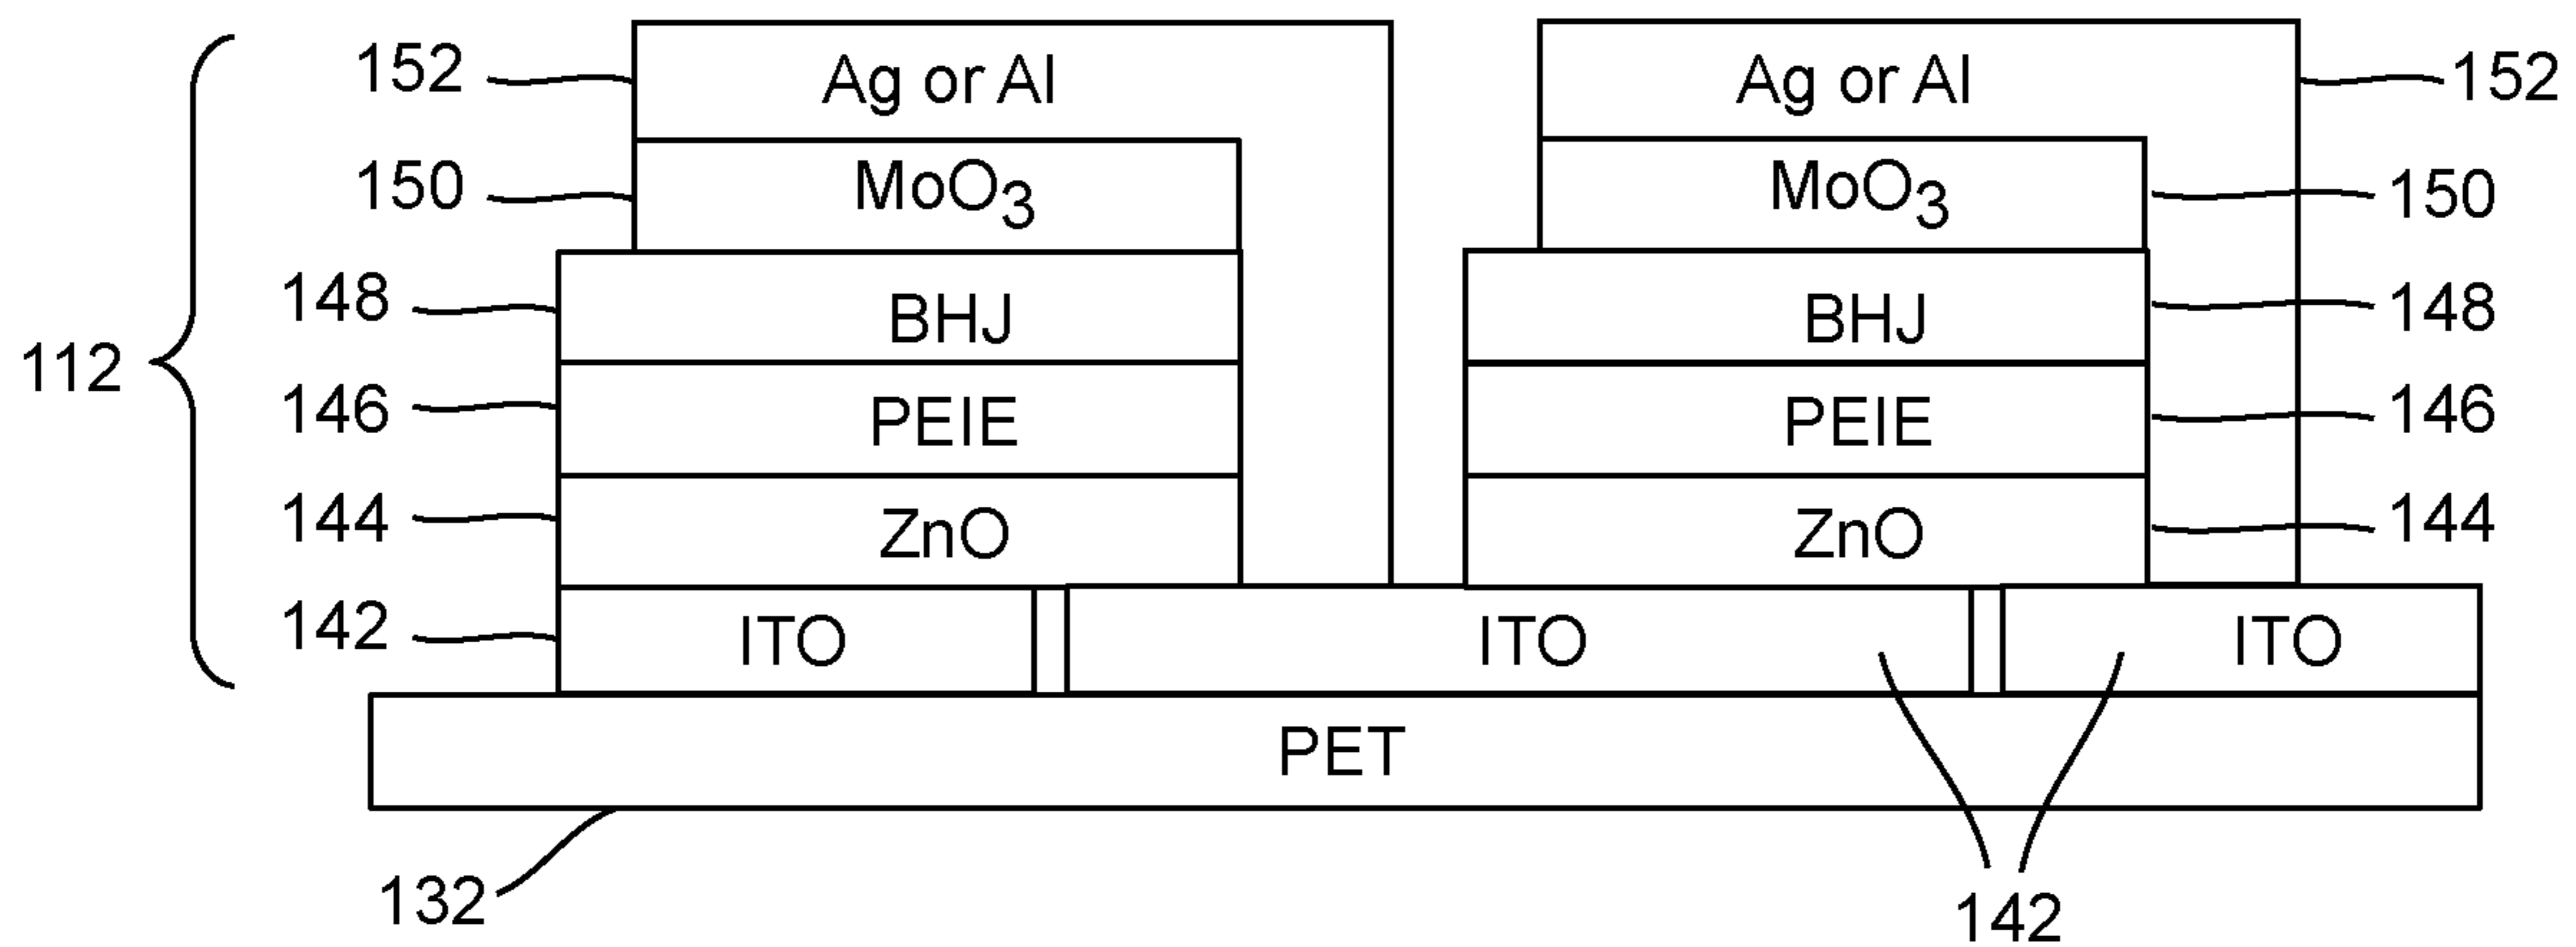 152 Ag or Al Ag or Al 152
150 MoO3 MoO3 150
148 BHJ BHJ 148
112
146 PEIE PEIE 146
144 ZnO ZnO 144
142 ITO ITO ITO
PET
132
142